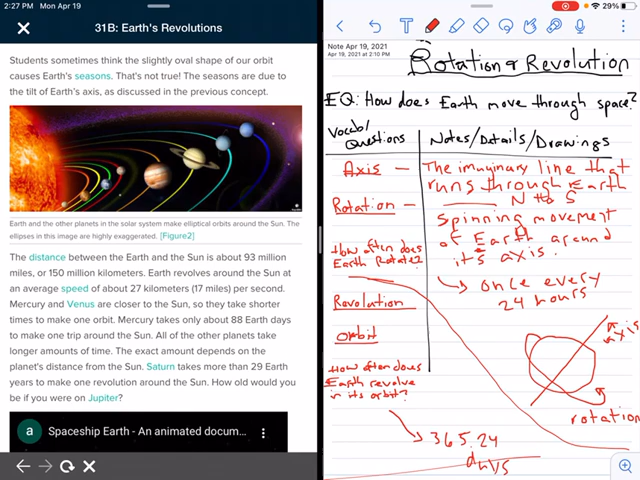 2:27 PM Mon Apr 19
29%
31B: Earth's Revolutions
Students sometimes think the slightly oval shape of our orbit
causes Earth's seasons. That's not true! The seasons are due to
the tilt of Earth's axis, as discussed in the previous concept.
Earth and the other planets in the solar system make elliptical orbits around the Sun. The
ellipses in this image are highly exaggerated. [Figure2]
The distance between the Earth and the Sun is about 93 million
miles, or 150 million kilometers. Earth revolves around the Sun at
an average speed of about 27 kilometers (17 miles) per second.
Mercury and Venus are closer to the Sun, so they take shorter
times to make one orbit. Mercury takes only about 88 Earth days
to make one trip around the Sun. All of the other planets take
longer amounts of time. The exact amount depends on the
planet's distance from the Sun. Saturn takes more than 29 Earth
years to make one revolution around the Sun. How old would you
be if you were on Jupiter?
a
Spaceship Earth - An animated docum...
Note Apr 19, 2021
Apr 19, 2021 at 2:10 PM
Rotation & Revolution
EQ: How does Earth move through space?
Vocab/
Questions
Notes/Details/Drawings
Axis –
The imaginary line that
runs through Earth
N to S
Rotation –
Spinning movement
of Earth around
it's axis.
How often does
Earth Rotate?
once every
24 hours
Revolution
Orbit
axis
rotation
How often does
Earth revolve
in its orbit?
365.24
days